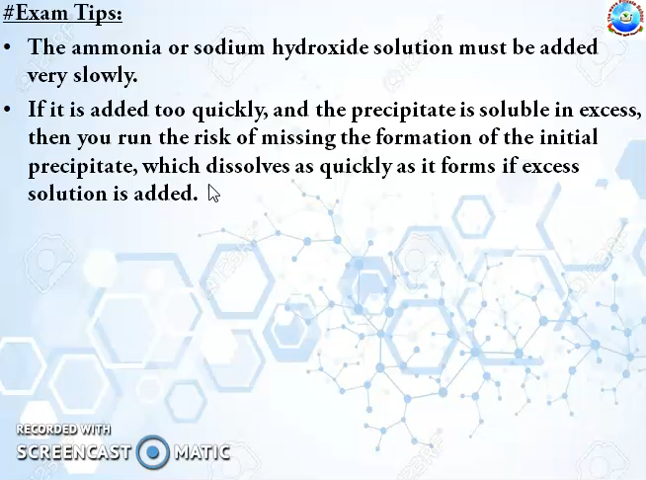 #Exam Tips:
• The ammonia or sodium hydroxide solution must be added
very slowly.
• If it is added too quickly, and the precipitate is soluble in excess,
then you run the risk of missing the formation of the initial
precipitate, which dissolves as quickly as it forms if excess
solution is added.
RECORDED WITH
SCREENCAST MATIC